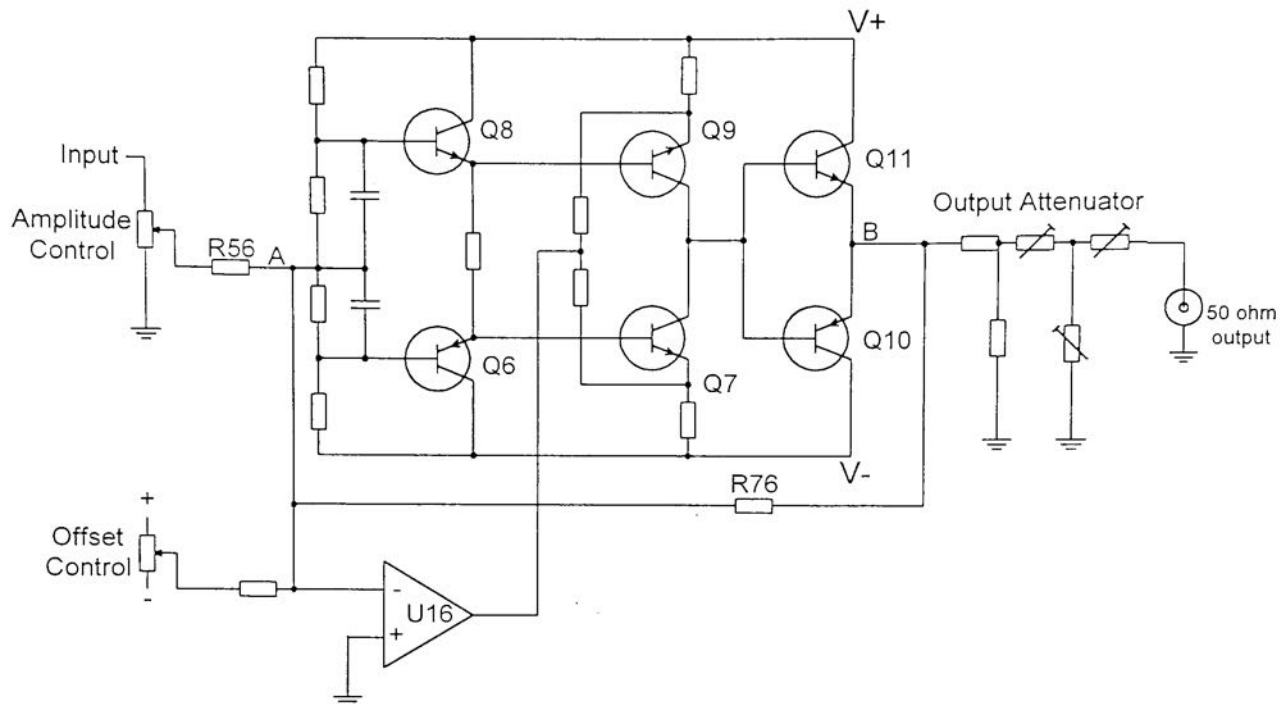 V+
Q8
Q9
Input
Q11
Output Attenuator
Amplitude
Control
R56
A
B
50 ohm
output
Q6
Q10
Q7
V-
R76
+
Offset
Control
-
-
U16
+